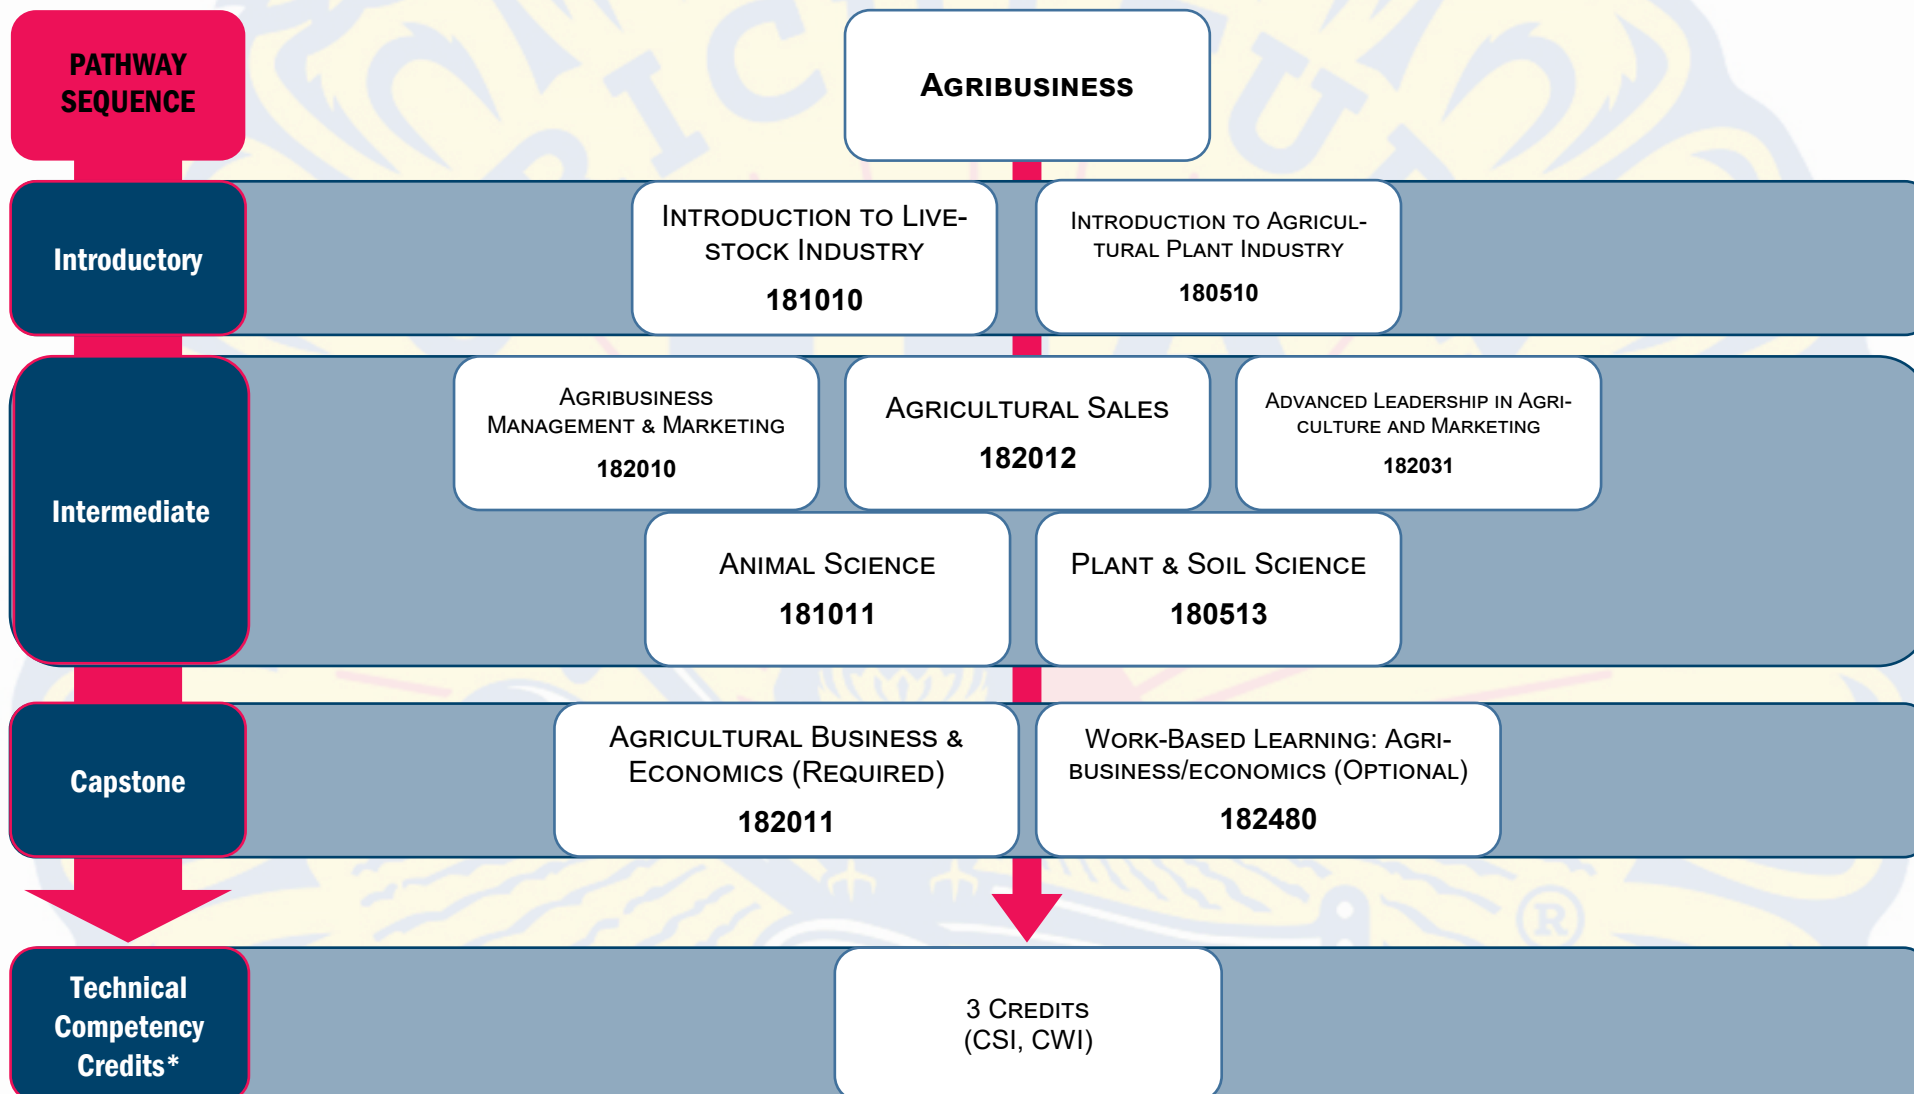 PATHWAY
SEQUENCE
AGRIBUSINESS
Introductory
INTRODUCTION TO LIVE-
STOCK INDUSTRY
181010
INTRODUCTION TO AGRICUL-
TURAL PLANT INDUSTRY
180510
Intermediate
AGRIBUSINESS
MANAGEMENT & MARKETING
182010
AGRICULTURAL SALES
182012
ADVANCED LEADERSHIP IN AGRI-
CULTURE AND MARKETING
182031
ANIMAL SCIENCE
181011
PLANT & SOIL SCIENCE
180513
Capstone
AGRICULTURAL BUSINESS &
ECONOMICS (REQUIRED)
182011
WORK-BASED LEARNING: AGRI-
BUSINESS/ECONOMICS (OPTIONAL)
182480
Technical
Competency
Credits*
3 CREDITS
(CSI, CWI)
®